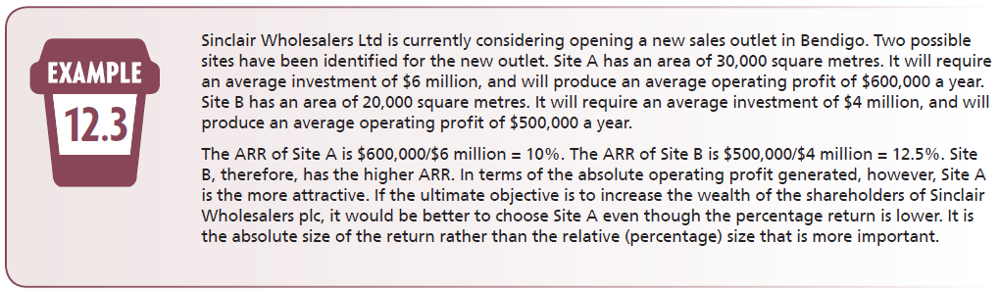 EXAMPLE
12.3
Sinclair Wholesalers Ltd is currently considering opening a new sales outlet in Bendigo. Two possible
sites have been identified for the new outlet. Site A has an area of 30,000 square metres. It will require
an average investment of $6 million, and will produce an average operating profit of $600,000 a year.
Site B has an area of 20,000 square metres. It will require an average investment of $4 million, and will
produce an average operating profit of $500,000 a year.
The ARR of Site A is $600,000/$6 million = 10%. The ARR of Site B is $500,000/$4 million = 12.5%. Site
B, therefore, has the higher ARR. In terms of the absolute operating profit generated, however, Site A
is the more attractive. If the ultimate objective is to increase the wealth of the shareholders of Sinclair
Wholesalers plc, it would be better to choose Site A even though the percentage return is lower. It is
the absolute size of the return rather than the relative (percentage) size that is more important.